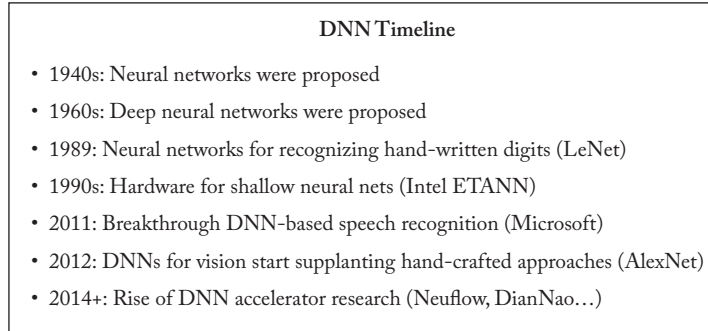 DNN Timeline
• 1940s: Neural networks were proposed
• 1960s: Deep neural networks were proposed
• 1989: Neural networks for recognizing hand-written digits (LeNet)
• 1990s: Hardware for shallow neural nets (Intel ETANN)
• 2011: Breakthrough DNN-based speech recognition (Microsoft)
• 2012: DNNs for vision start supplanting hand-crafted approaches (AlexNet)
• 2014+: Rise of DNN accelerator research (Neuflow, DianNao…)